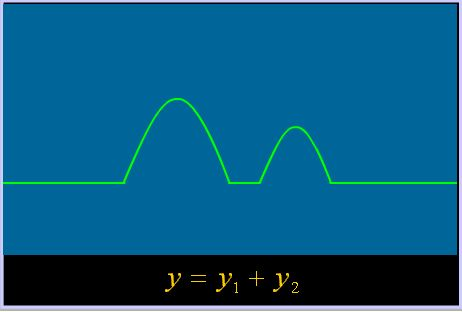 y = y₁ + y₂